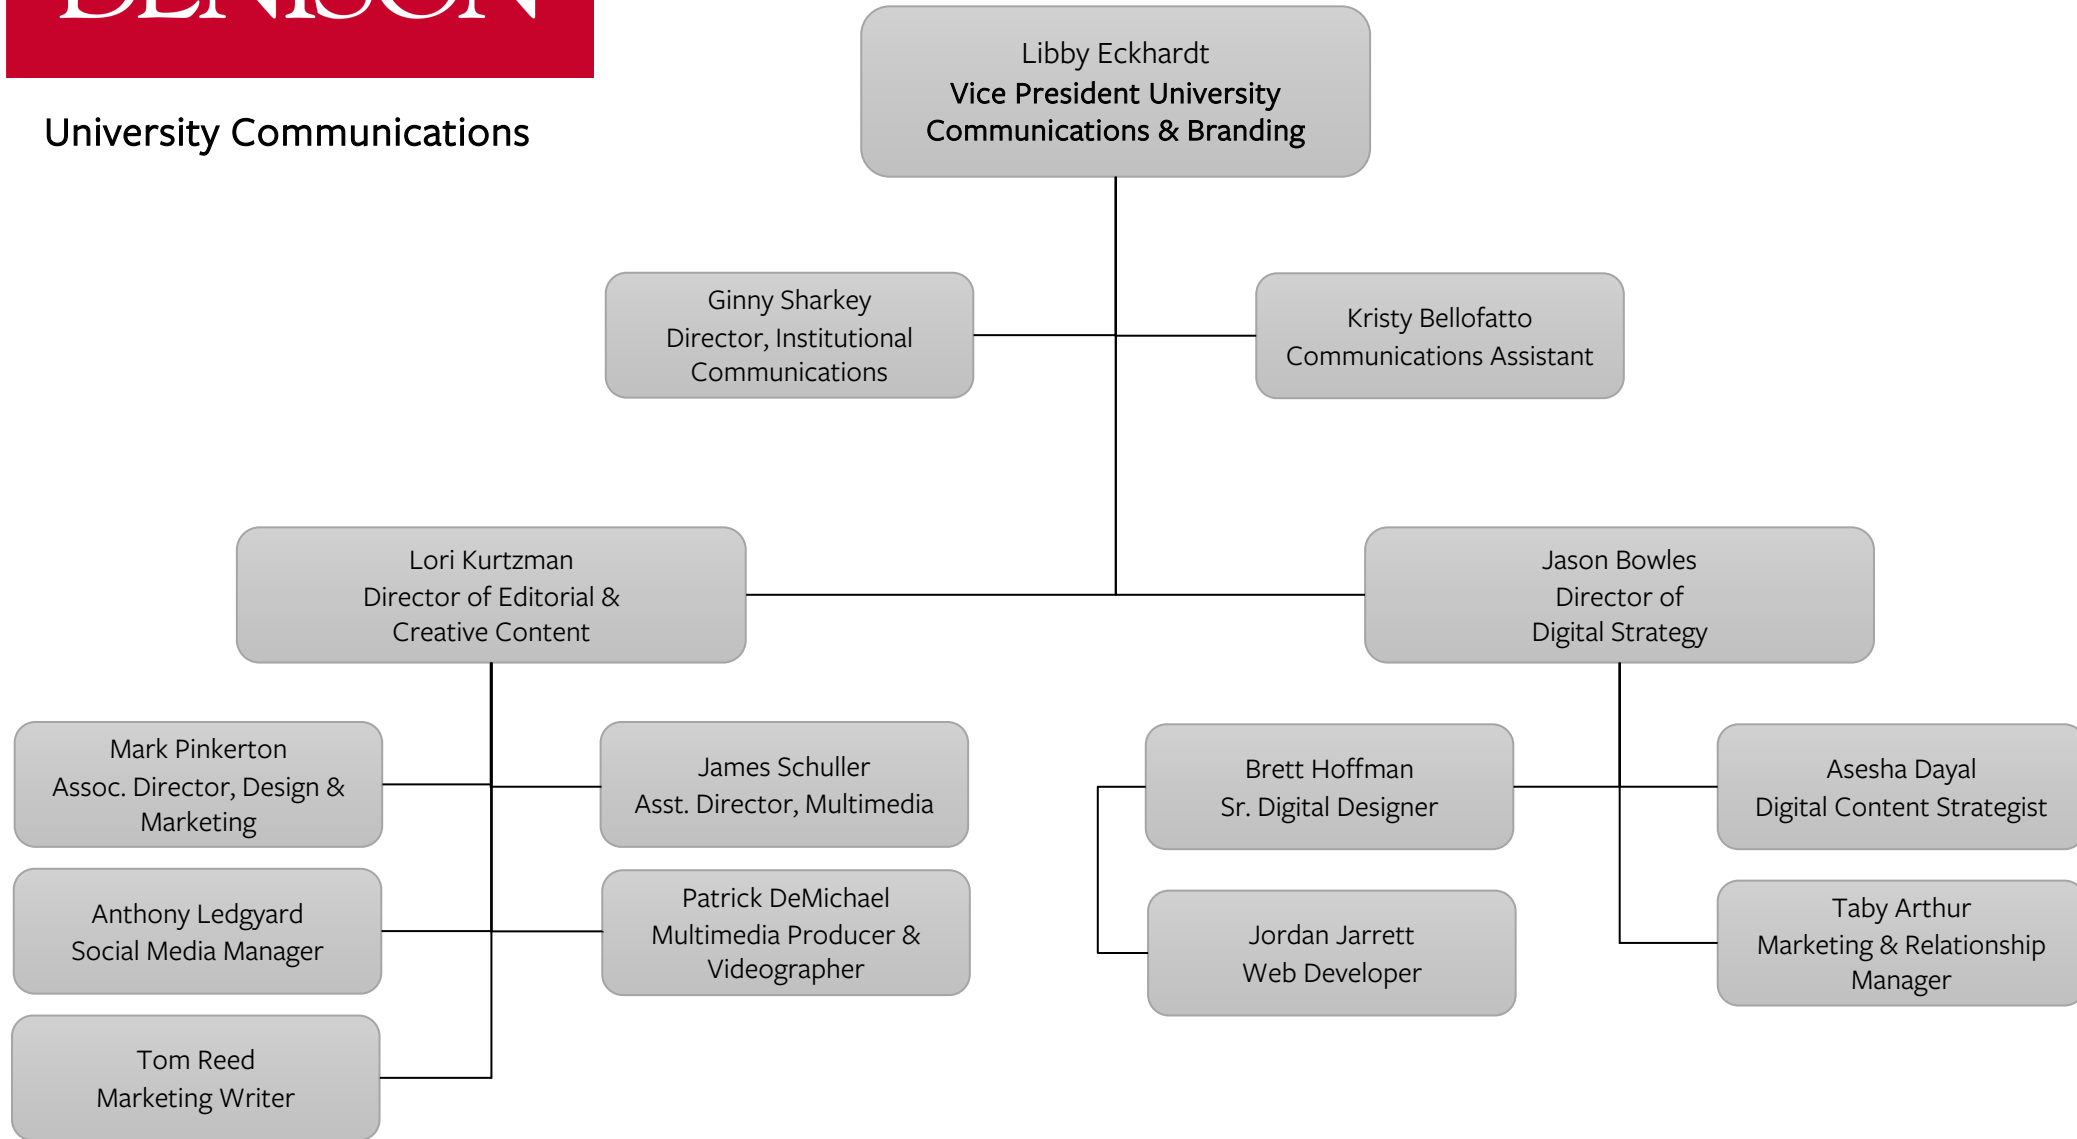 DENISON
University Communications
Libby Eckhardt
Vice President University
Communications & Branding
Ginny Sharkey
Director, Institutional
Communications
Kristy Bellofatto
Communications Assistant
Lori Kurtzman
Director of Editorial &
Creative Content
Jason Bowles
Director of
Digital Strategy
Mark Pinkerton
Assoc. Director, Design &
Marketing
James Schuller
Asst. Director, Multimedia
Brett Hoffman
Sr. Digital Designer
Asesha Dayal
Digital Content Strategist
Anthony Ledgyard
Social Media Manager
Patrick DeMichael
Multimedia Producer &
Videographer
Jordan Jarrett
Web Developer
Taby Arthur
Marketing & Relationship
Manager
Tom Reed
Marketing Writer